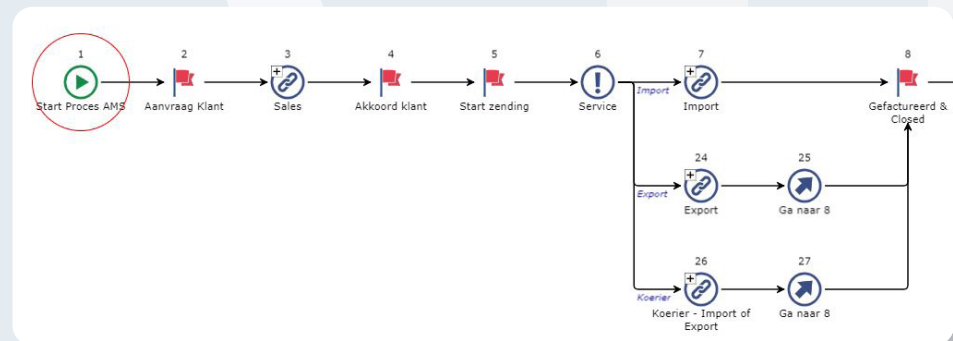 1
2
3
4
5
6
7
8
Start Proces AMS
Aanvraag Klant
Sales
Akkoord klant
Start zending
Service
Import
Import
Gefactureerd &
Closed
24
25
Export
Export
Ga naar 8
26
27
Koerier
Koerier - Import of
Export
Ga naar 8